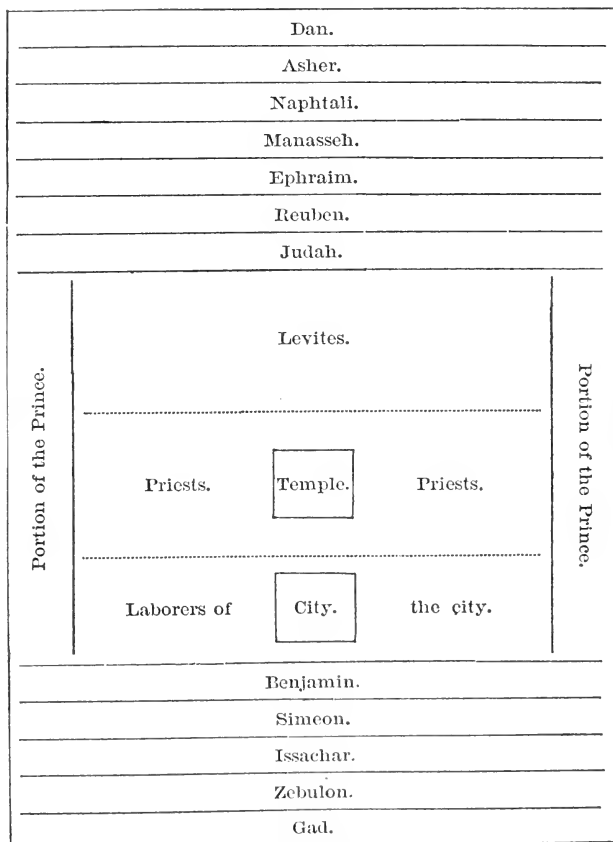 Dan.
Asher.
Naphtali.
Manasseh.
Ephraim.
Reuben.
Judah.
Portion of the Prince.
Levites.
Portion of the Prince.
Priests. Temple. Priests.
Laborers of City. the city.
Benjamin.
Simeon.
Issachar.
Zebulon.
Gad.